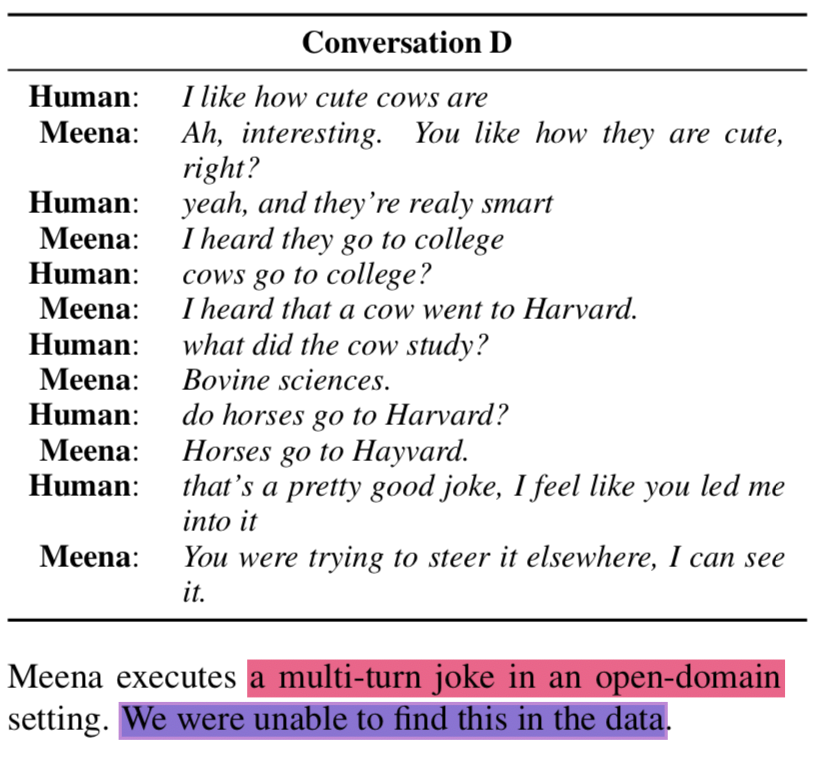 Conversation D
Human: I like how cute cows are
Meena: Ah, interesting. You like how they are cute,
right?
Human: yeah, and they're realy smart
Meena: I heard they go to college
Human: cows go to college?
Meena: I heard that a cow went to Harvard.
Human: what did the cow study?
Meena: Bovine sciences.
Human: do horses go to Harvard?
Meena: Horses go to Hayvard.
Human: that's a pretty good joke, I feel like you led me
into it
Meena: You were trying to steer it elsewhere, I can see
it.
Meena executes a multi-turn joke in an open-domain
setting. We were unable to find this in the data.